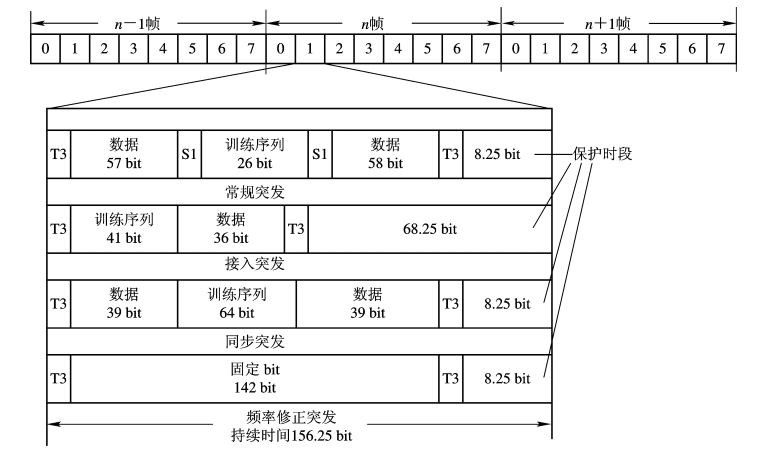 n－1帧 n帧 n＋1帧
0 1 2 3 4 5 6 7 0 1 2 3 4 5 6 7 0 1 2 3 4 5 6 7
T3 数据 S1 训练序列 S1 数据 T3 8.25 bit 保护时段
57 bit 26 bit 58 bit
常规突发
T3 训练序列 数据 T3 68.25 bit
41 bit 36 bit
接入突发
T3 数据 训练序列 数据 T3 8.25 bit
39 bit 64 bit 39 bit
同步突发
T3 固定 bit T3 8.25 bit
142 bit
频率修正突发
持续时间156.25 bit